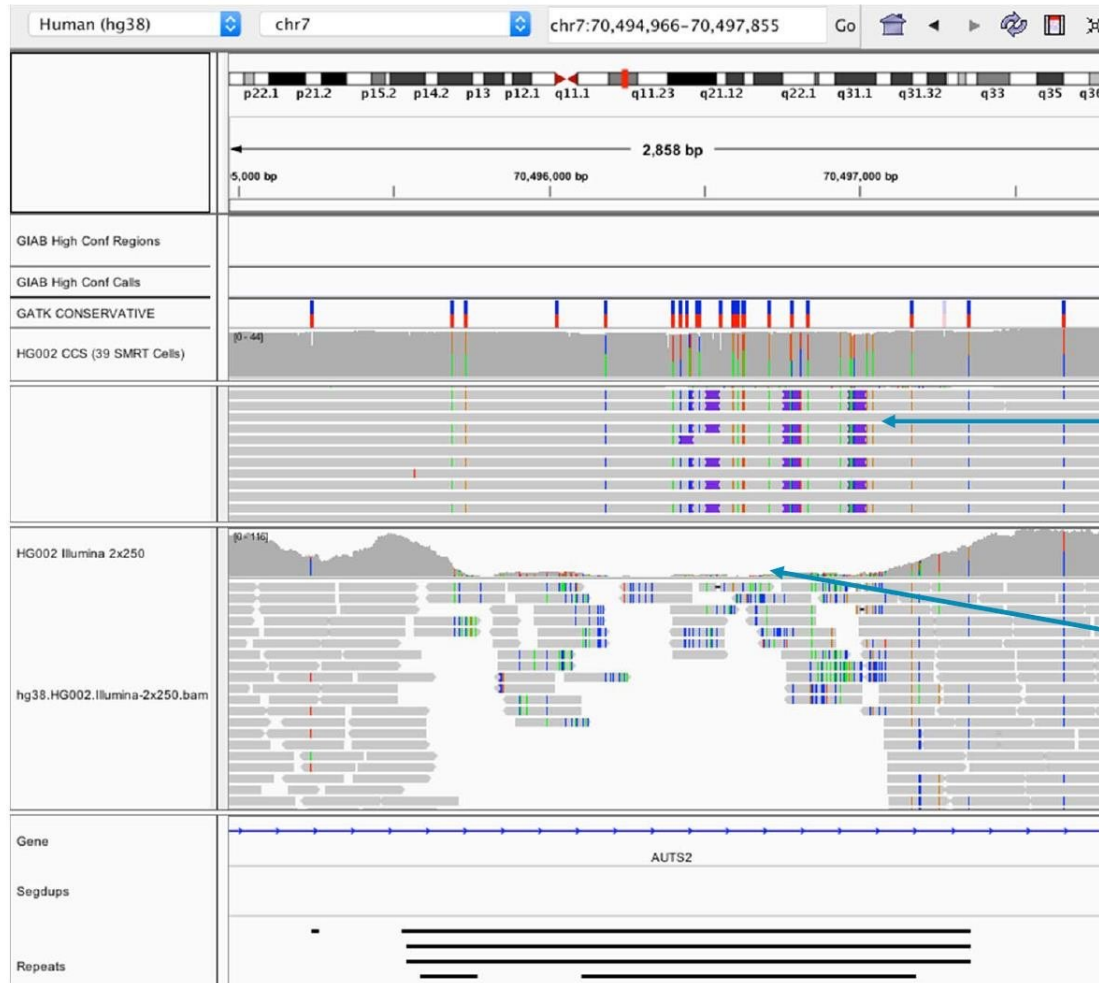 Human (hg38) chr7 chr7:70,494,966-70,497,855 Go
p22.1 p21.2 p15.2 p14.2 p13 p12.1 q11.1 q11.23 q21.12 q22.1 q31.1 q31.32 q33 q35 q36
2,858 bp
5,000 bp 70,496,000 bp 70,497,000 bp
GIAB High Conf Regions
GIAB High Conf Calls
GATK CONSERVATIVE
HG002 CCS (39 SMRT Cells) [0 - 44]
HG002 Illumina 2x250 [0 - 116]
hg38.HG002.Illumina-2x250.bam
Gene
AUTS2
Segdups
Repeats